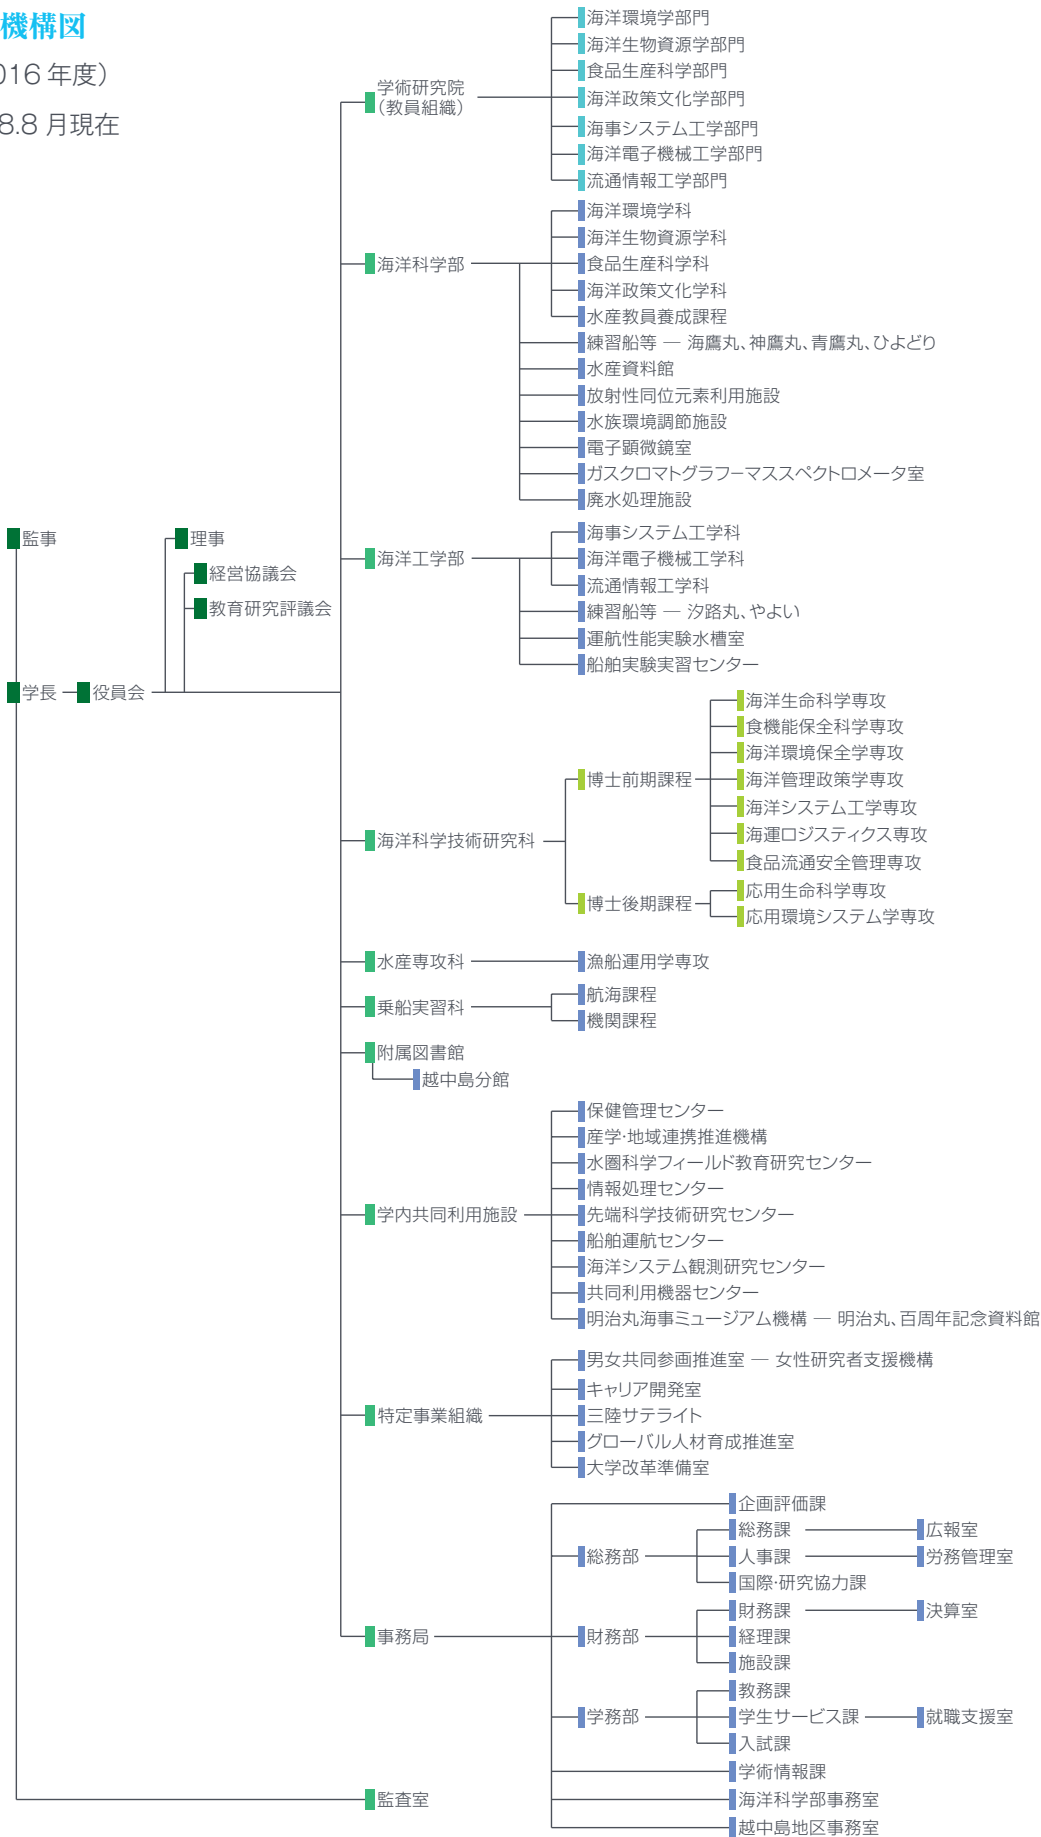 機構図
016年度）
8.8月現在
学術研究院
（教員組織）
海洋環境学部門
海洋生物資源学部門
食品生産科学部門
海洋政策文化学部門
海事システム工学部門
海洋電子機械工学部門
流通情報工学部門
海洋科学部
海洋環境学科
海洋生物資源学科
食品生産科学科
海洋政策文化学科
水産教員養成課程
練習船等 ― 海鷹丸、神鷹丸、青鷹丸、ひよどり
水産資料館
放射性同位元素利用施設
水族環境調節施設
電子顕微鏡室
ガスクロマトグラフーマススペクトロメータ室
廃水処理施設
監事
理事
経営協議会
教育研究評議会
学長
役員会
海洋工学部
海事システム工学科
海洋電子機械工学科
流通情報工学科
練習船等 ― 汐路丸、やよい
運航性能実験水槽室
船舶実験実習センター
海洋科学技術研究科
博士前期課程
海洋生命科学専攻
食機能保全科学専攻
海洋環境保全学専攻
海洋管理政策学専攻
海洋システム工学専攻
海運ロジスティクス専攻
食品流通安全管理専攻
博士後期課程
応用生命科学専攻
応用環境システム学専攻
水産専攻科
漁船運用学専攻
乗船実習科
航海課程
機関課程
附属図書館
越中島分館
学内共同利用施設
保健管理センター
産学・地域連携推進機構
水圏科学フィールド教育研究センター
情報処理センター
先端科学技術研究センター
船舶運航センター
海洋システム観測研究センター
共同利用機器センター
明治丸海事ミュージアム機構 ― 明治丸、百周年記念資料館
特定事業組織
男女共同参画推進室 ― 女性研究者支援機構
キャリア開発室
三陸サテライト
グローバル人材育成推進室
大学改革準備室
事務局
企画評価課
総務部
総務課
広報室
人事課
労務管理室
国際・研究協力課
財務部
財務課
決算室
経理課
施設課
学務部
教務課
学生サービス課
就職支援室
入試課
学術情報課
海洋科学部事務室
越中島地区事務室
監査室